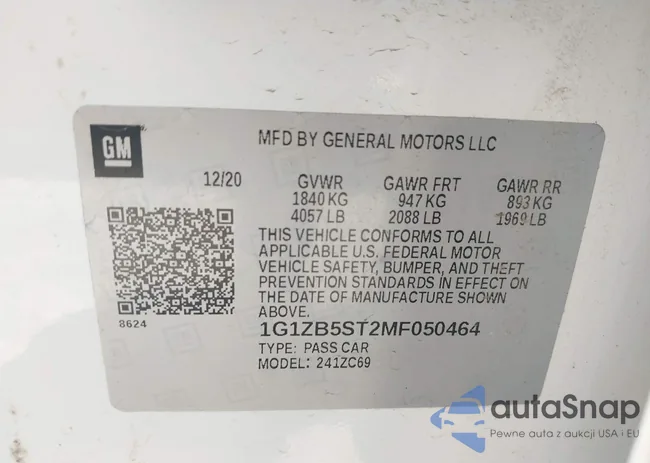 GM
MFD BY GENERAL MOTORS LLC
12/20 GVWR GAWR FRT GAWR RR
1840 KG 947 KG 893 KG
4057 LB 2088 LB 1969 LB
THIS VEHICLE CONFORMS TO ALL
APPLICABLE U.S. FEDERAL MOTOR
VEHICLE SAFETY, BUMPER, AND THEFT
PREVENTION STANDARDS IN EFFECT ON
THE DATE OF MANUFACTURE SHOWN
ABOVE.
8624
1G1ZB5ST2MF050464
TYPE: PASS CAR
MODEL: 241ZC69
autaSnap
Pewne auta z aukcji USA i EU